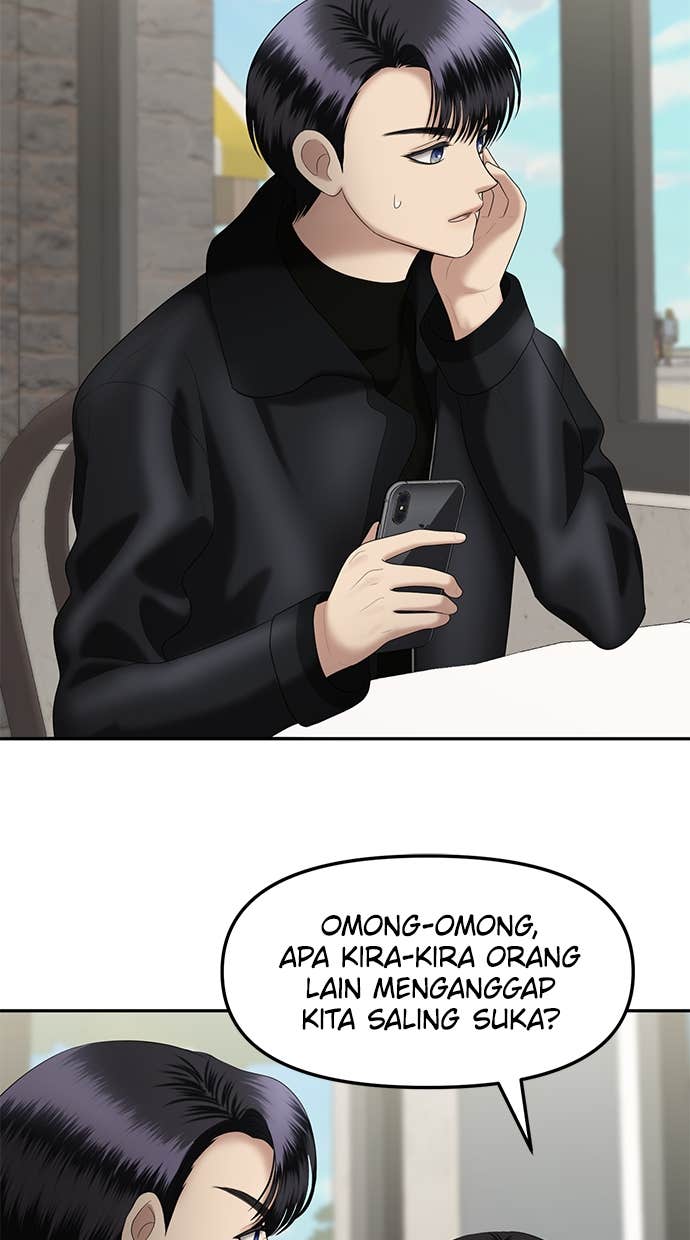 OMONG-OMONG,
APA KIRA-KIRA ORANG
LAIN MENGANGGAP
KITA SALING SUKA?